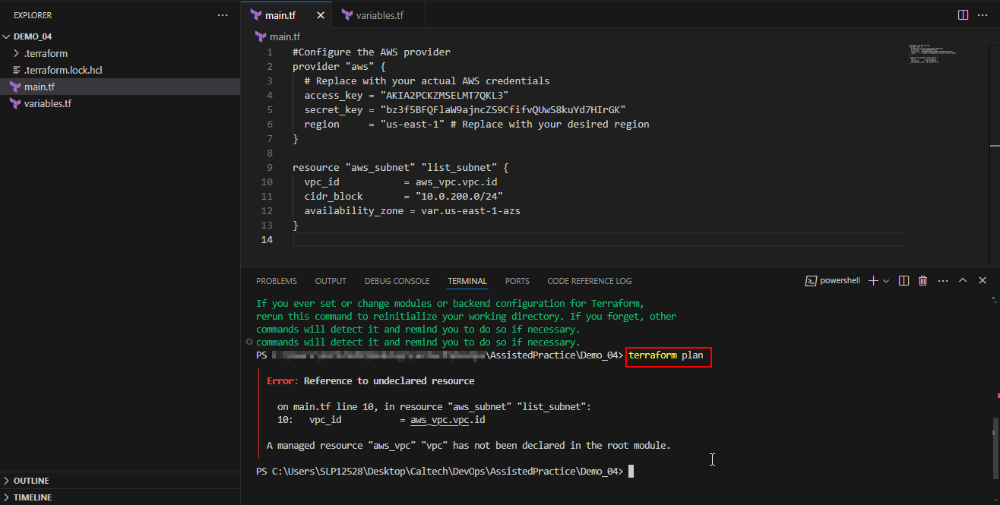 EXPLORER
DEMO_04
.terraform
.terraform.lock.hcl
main.tf
variables.tf
OUTLINE
TIMELINE
main.tf
variables.tf
main.tf
1 #Configure the AWS provider
2 provider "aws" {
3 # Replace with your actual AWS credentials
4 access_key = "AKIA2PCKZMSELMT7QKL3"
5 secret_key = "bz3f5BFQFlaW9ajncZS9CfifvQUwS8kuYd7HIrGK"
6 region = "us-east-1" # Replace with your desired region
7 }
8
9 resource "aws_subnet" "list_subnet" {
10 vpc_id = aws_vpc.vpc.id
11 cidr_block = "10.0.200.0/24"
12 availability_zone = var.us-east-1-azs
13 }
14
PROBLEMS OUTPUT DEBUG CONSOLE TERMINAL PORTS CODE REFERENCE LOG
powershell
If you ever set or change modules or backend configuration for Terraform,
rerun this command to reinitialize your working directory. If you forget, other
commands will detect it and remind you to do so if necessary.
commands will detect it and remind you to do so if necessary.
PS \AssistedPractice\Demo_04> terraform plan
Error: Reference to undeclared resource
on main.tf line 10, in resource "aws_subnet" "list_subnet":
10: vpc_id = aws_vpc.vpc.id
A managed resource "aws_vpc" "vpc" has not been declared in the root module.
PS C:\Users\SLP12528\Desktop\Caltech\DevOps\AssistedPractice\Demo_04>